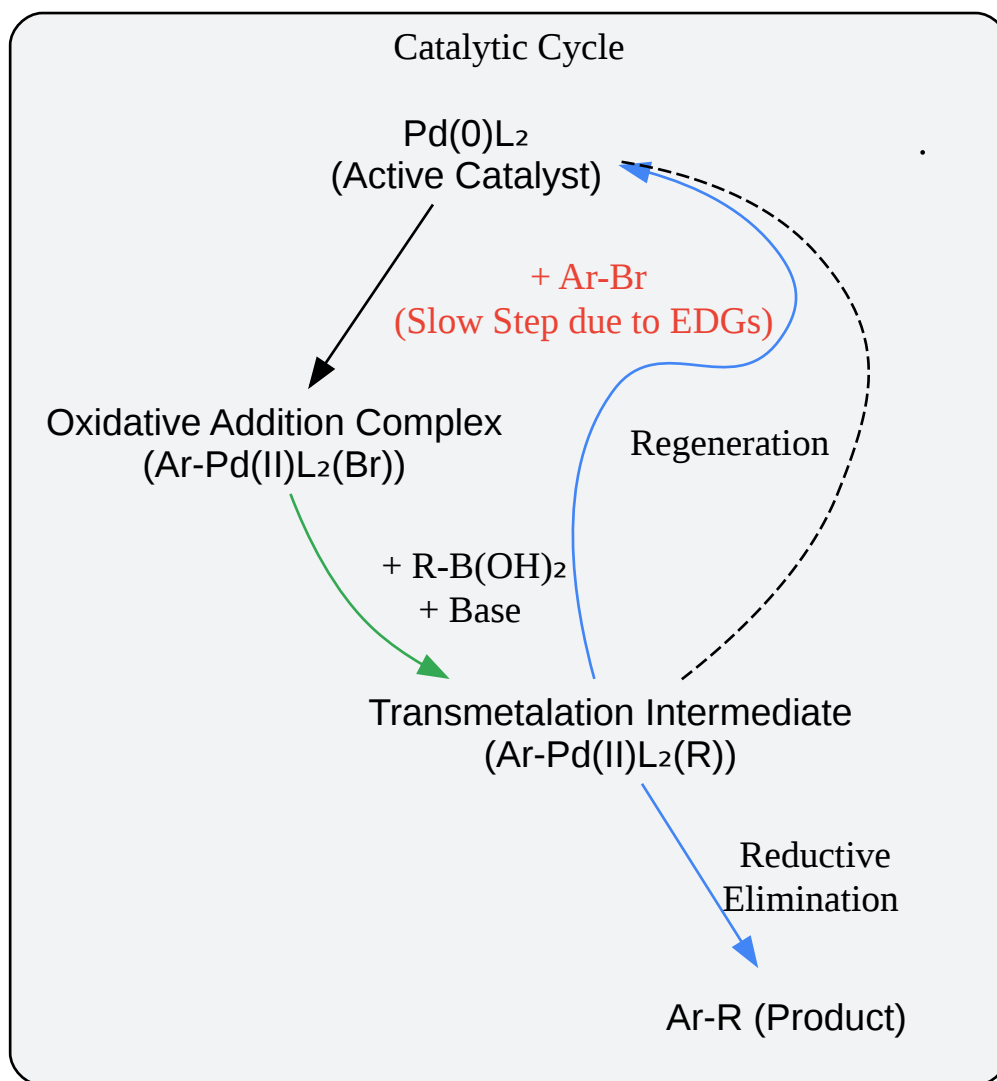 Catalytic Cycle
Pd(0)L₂
(Active Catalyst)
+ Ar-Br
(Slow Step due to EDGs)
Oxidative Addition Complex
(Ar-Pd(II)L₂(Br))
Regeneration
+ R-B(OH)₂
+ Base
Transmetalation Intermediate
(Ar-Pd(II)L₂(R))
Reductive
Elimination
Ar-R (Product)